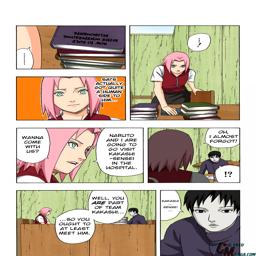 ...
...
SAI'S
ACTUALLY
GOT QUITE
A HUMAN
SIDE TO
HIM...
OH,
I ALMOST
FORGOT!
!?
NARUTO
AND I ARE
GOING TO
GO VISIT
KAKASHI
-SENSEI
IN THE
HOSPITAL.
WANNA
COME WITH
US?
KAKASHI
WELL, YOU
ARE PART
OF TEAM
KAKASHI...
...SO YOU
OUGHT TO
AT LEAST
MEET HIM.